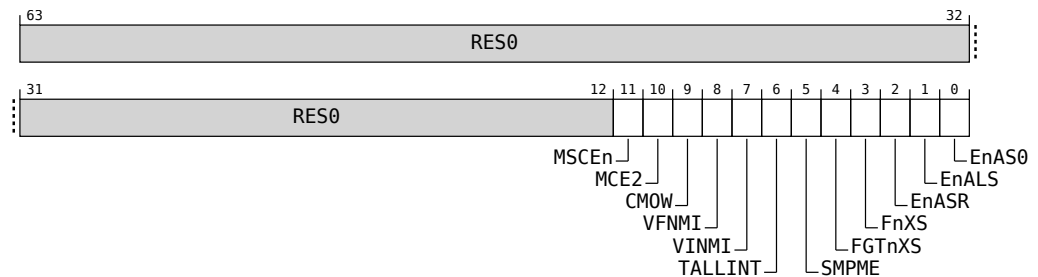 63 32
RES0
31 12 11 10 9 8 7 6 5 4 3 2 1 0
RES0
MSCEn EnAS0
MCE2 EnALS
CMOW EnASR
VFNMI FnXS
VINMI FGTnXS
TALLINT SMPME